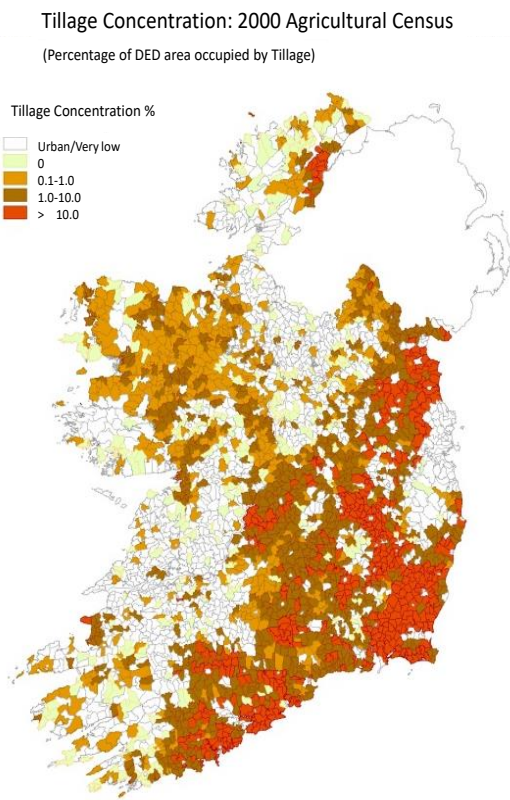 Tillage Concentration: 2000 Agricultural Census
(Percentage of DED area occupied by Tillage)
Tillage Concentration %
Urban/Very low
0
0.1-1.0
1.0-10.0
> 10.0